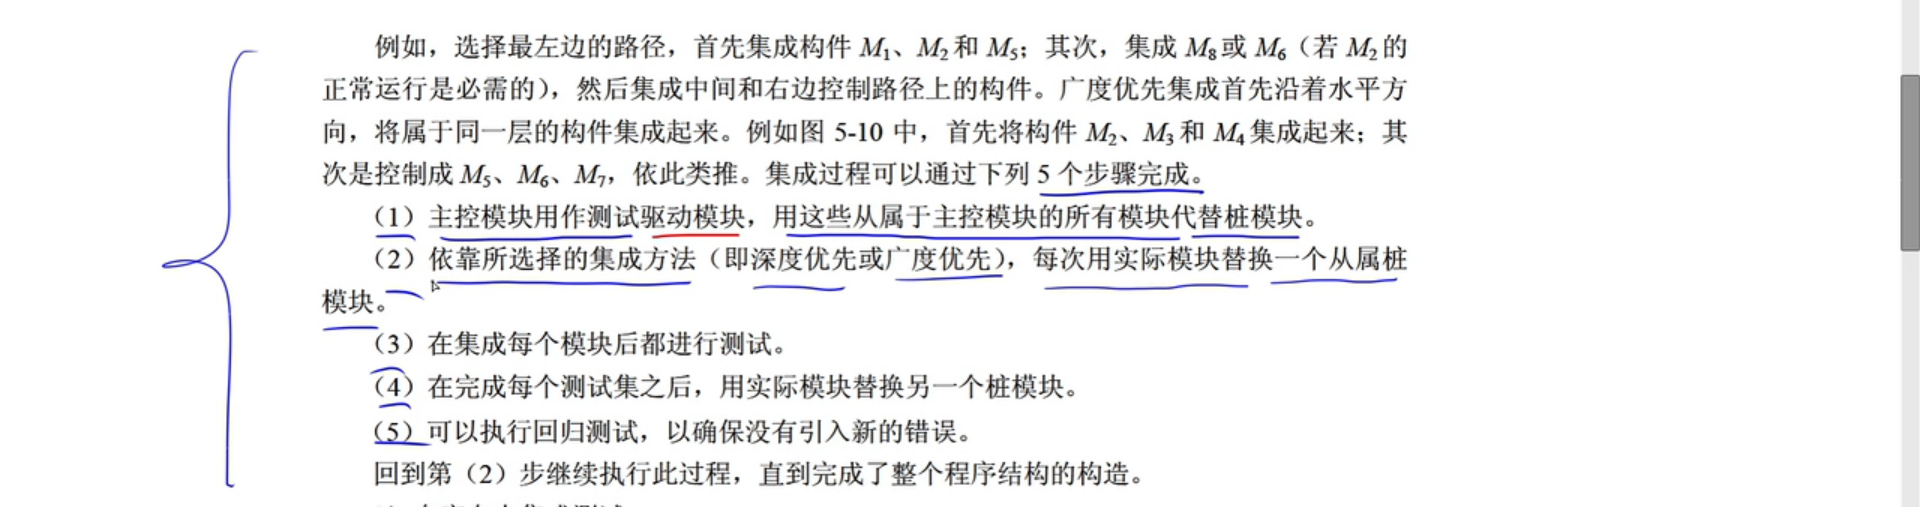 例如，选择最左边的路径，首先集成构件 M₁、M₂ 和 M₅；其次，集成 M₈ 或 M₆（若 M₂ 的
正常运行是必需的），然后集成中间和右边控制路径上的构件。广度优先集成首先沿着水平方
向，将属于同一层的构件集成起来。例如图 5-10 中，首先将构件 M₂、M₃ 和 M₄ 集成起来；其
次是控制成 M₅、M₆、M₇，依此类推。集成过程可以通过下列 5 个步骤完成。
（1）主控模块用作测试驱动模块，用这些从属于主控模块的所有模块代替桩模块。
（2）依靠所选择的集成方法（即深度优先或广度优先），每次用实际模块替换一个从属桩
模块。
（3）在集成每个模块后都进行测试。
（4）在完成每个测试集之后，用实际模块替换另一个桩模块。
（5）可以执行回归测试，以确保没有引入新的错误。
回到第（2）步继续执行此过程，直到完成了整个程序结构的构造。